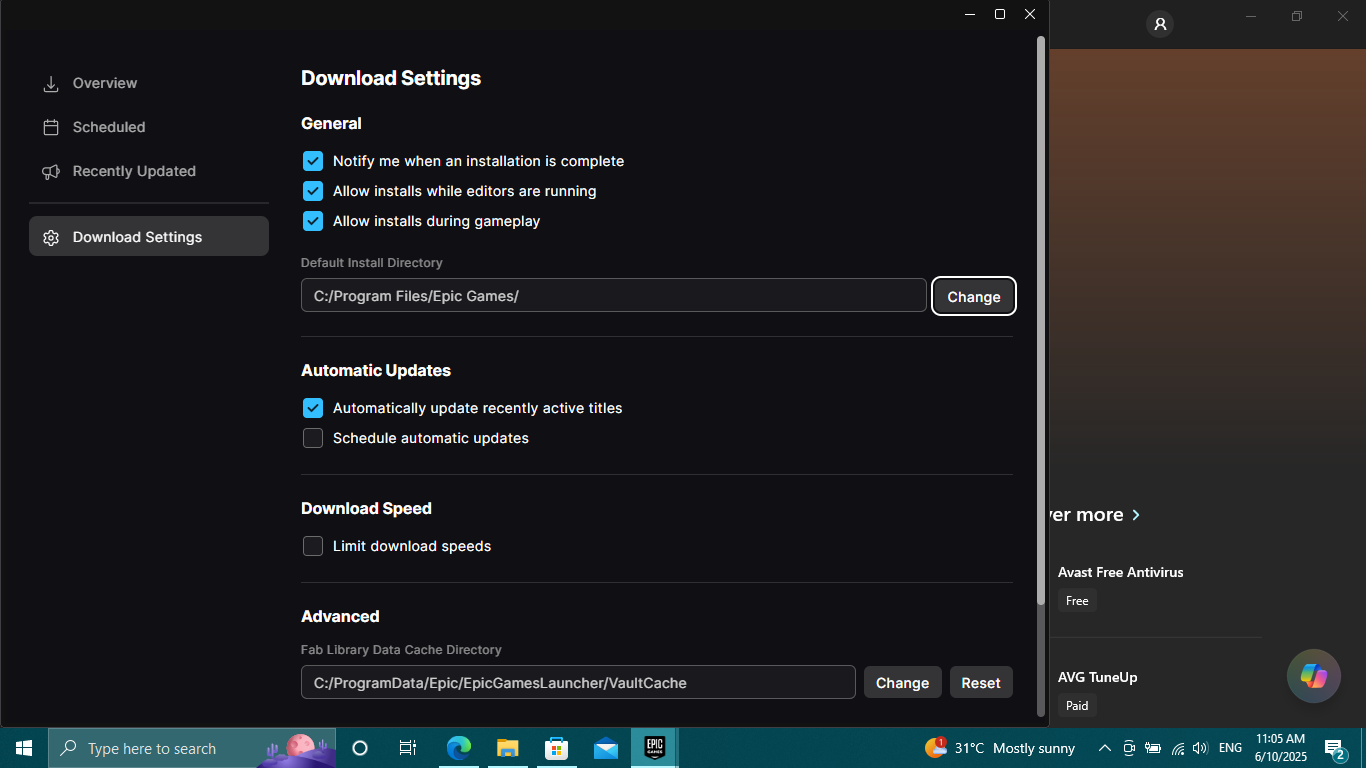 Overview
Scheduled
Recently Updated
Download Settings
Download Settings
General
Notify me when an installation is complete
Allow installs while editors are running
Allow installs during gameplay
Default Install Directory
C:/Program Files/Epic Games/
Change
Automatic Updates
Automatically update recently active titles
Schedule automatic updates
Download Speed
Limit download speeds
Advanced
Fab Library Data Cache Directory
C:/ProgramData/Epic/EpicGamesLauncher/VaultCache
Change
Reset
ver more
Avast Free Antivirus
Free
AVG TuneUp
Paid
Type here to search
EPIC
GAMES
1
31°C Mostly sunny
ENG
11:05 AM
6/10/2025
2